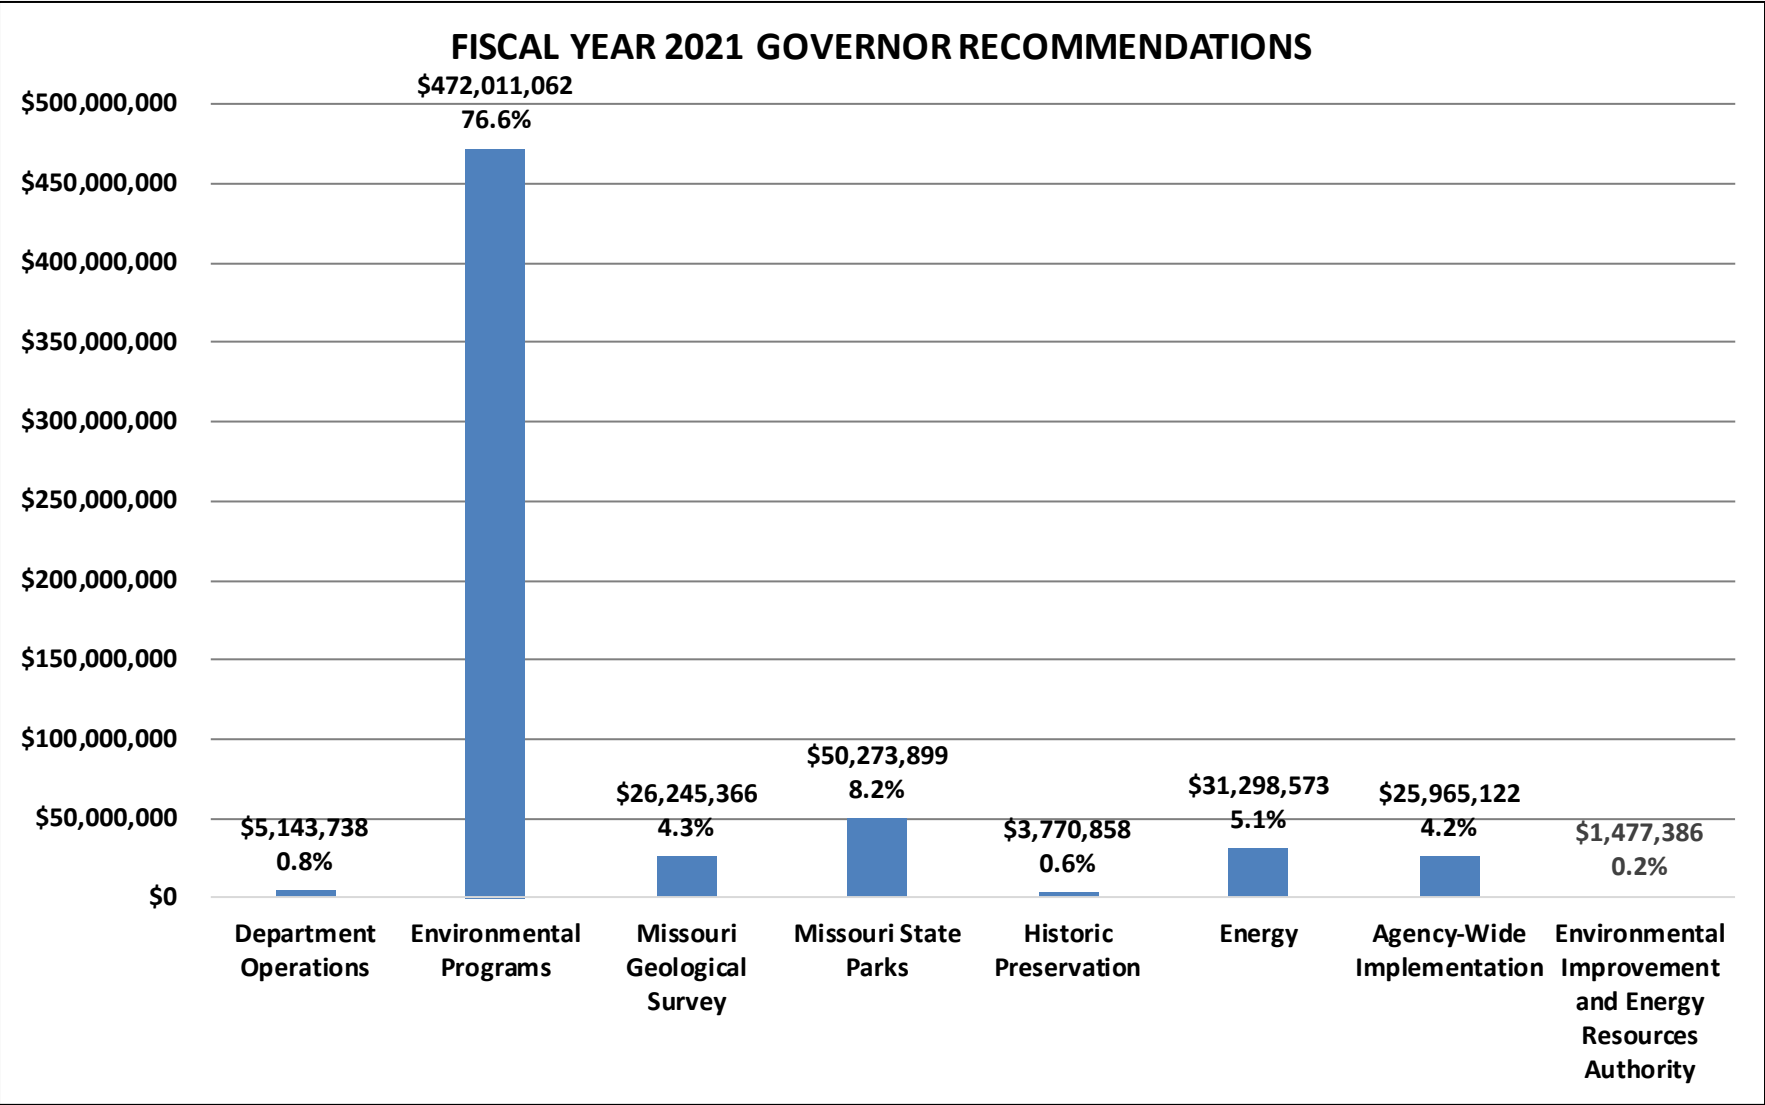 FISCAL YEAR 2021 GOVERNOR RECOMMENDATIONS
$500,000,000
$450,000,000
$400,000,000
$350,000,000
$300,000,000
$250,000,000
$200,000,000
$150,000,000
$100,000,000
$50,000,000
$0
$5,143,738
0.8%
$472,011,062
76.6%
$26,245,366
4.3%
$50,273,899
8.2%
$3,770,858
0.6%
$31,298,573
5.1%
$25,965,122
4.2%
$1,477,386
0.2%
Department
Operations
Environmental
Programs
Missouri
Geological
Survey
Missouri State
Parks
Historic
Preservation
Energy
Agency-Wide
Implementation
Environmental
Improvement
and Energy
Resources
Authority